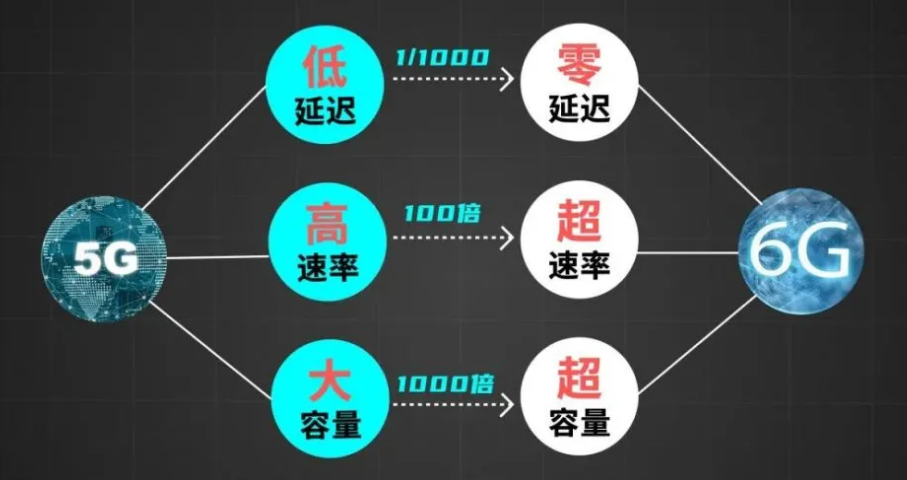 5G
低
延迟
1/1000
零
延迟
高
速率
100倍
超
速率
大
容量
1000倍
超
容量
6G